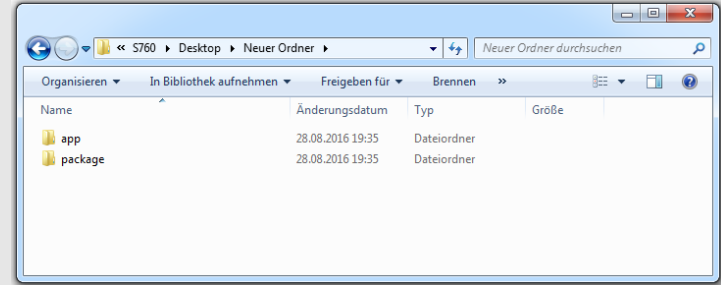 « S760 Desktop Neuer Ordner Neuer Ordner durchsuchen
Organisieren In Bibliothek aufnehmen Freigeben für Brennen »
Name Änderungsdatum Typ Größe
app 28.08.2016 19:35 Dateiordner
package 28.08.2016 19:35 Dateiordner